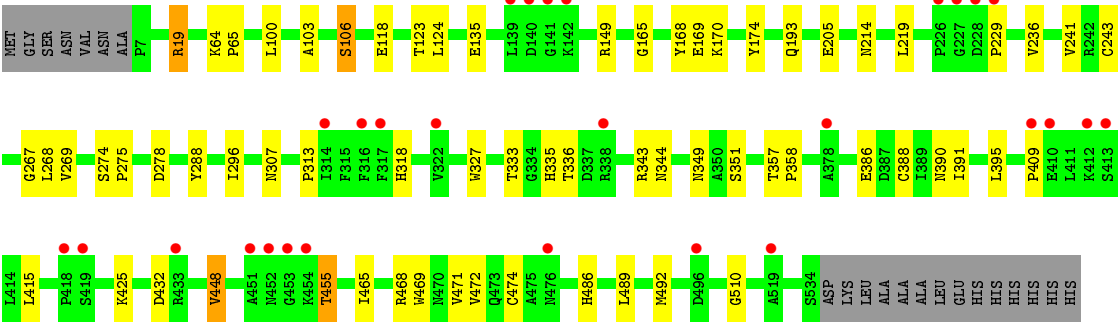 MET GLY SER ASN VAL ASN ALA P7 R19 K64 P65 L100 A103 S106 E118 T123 L124 E135 L139 D140 G141 K142 R149 G165 Y168 E169 K170 Y174 Q193 E205 N214 L219 P226 G227 D228 P229 V236 V241 R242 C243
G267 L268 V269 S274 P275 D278 Y288 I296 N307 P313 I314 F315 F316 F317 H318 V322 W327 T333 G334 H335 T336 D337 R338 R343 N344 N349 A350 S351 T357 P358 A378 E386 D387 C388 I389 N390 I391 L395 P409 E410 L411 K412 S413
L414 L415 P418 S419 K425 D432 R433 V448 A451 N452 G453 K454 T455 I465 R468 W469 N470 V471 V472 Q473 C474 A475 N476 H486 L489 M492 D496 G510 A519 S534 ASP LYS LEU ALA ALA ALA LEU GLU HIS HIS HIS HIS HIS HIS